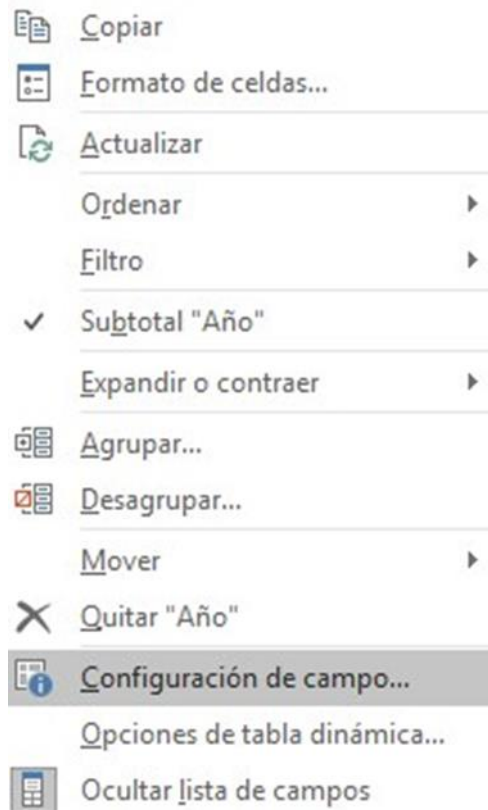 Copiar
Formato de celdas...
Actualizar
Ordenar
Filtro
Subtotal "Año"
Expandir o contraer
Agrupar...
Desagrupar...
Mover
Quitar "Año"
Configuración de campo...
Opciones de tabla dinámica...
Ocultar lista de campos